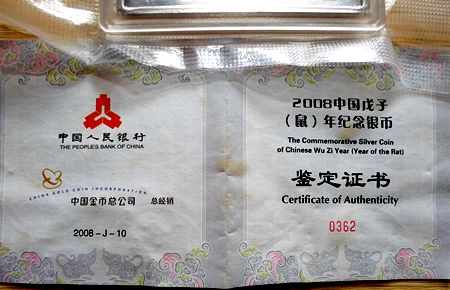 中国人民银行
THE PEOPLE'S BANK OF CHINA
CHINA GOLD COIN INCORPORATION
中国金币总公司 总经销
2008-J-10
2008中国戊子
(鼠)年纪念银币
The Commemorative Silver Coin
of Chinese Wu Zi Year (Year of the Rat)
鉴定证书
Certificate of Authenticity
0362